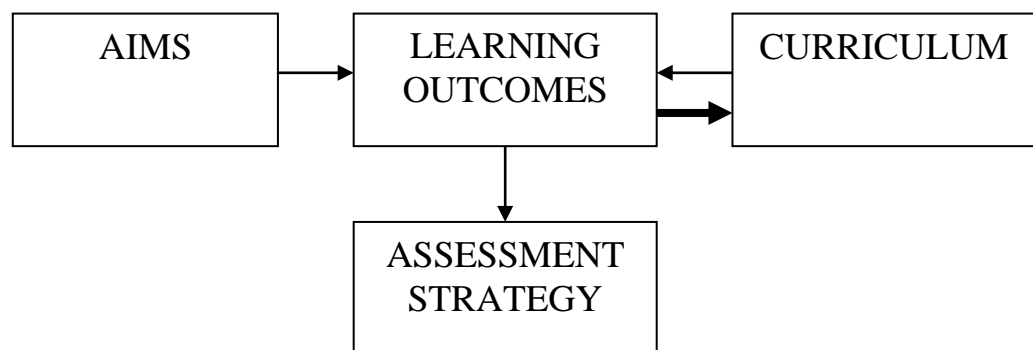 AIMS
LEARNING
OUTCOMES
CURRICULUM
ASSESSMENT
STRATEGY